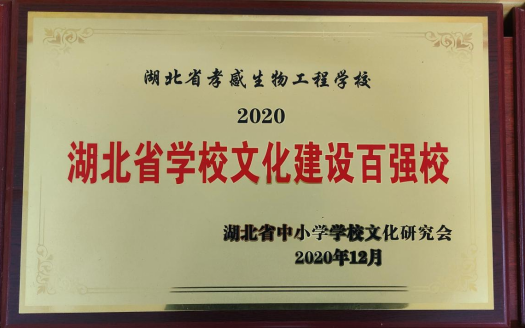 湖北省孝感生物工程学校
2020
湖北省学校文化建设百强校
湖北省中小学学校文化研究会
2020年12月